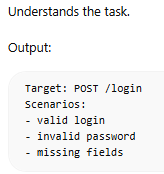 Understands the task.
Output:
Target: POST /login
Scenarios:
- valid login
- invalid password
- missing fields